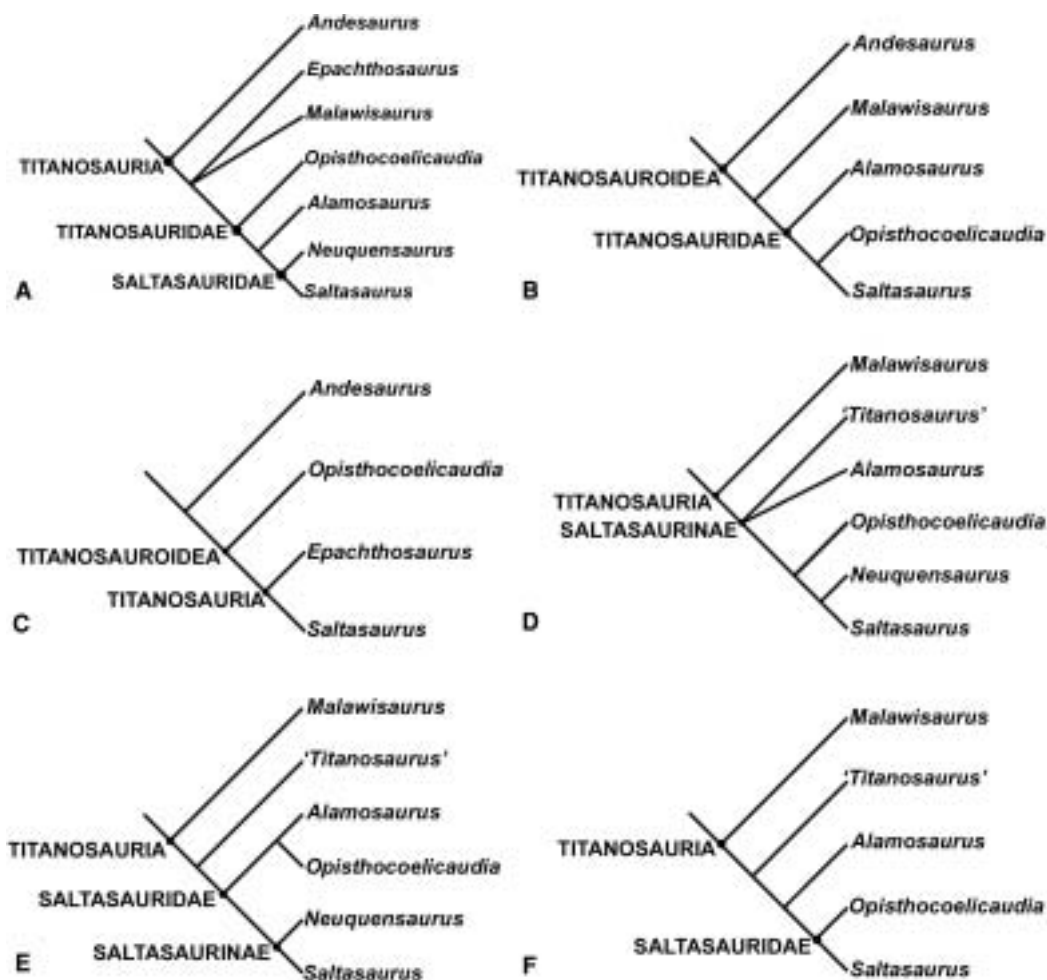 Andesaurus
Epachthosaurus
Malawisaurus
TITANOSAURIA
Opisthocoelicaudia
Alamosaurus
TITANOSAURIDAE
Neuquensaurus
SALTASAURIDAE
Saltasaurus
A
Andesaurus
Malawisaurus
TITANOSAUROIDEA
Alamosaurus
TITANOSAURIDAE
Opisthocoelicaudia
Saltasaurus
B
Andesaurus
Opisthocoelicaudia
TITANOSAUROIDEA
Epachthosaurus
TITANOSAURIA
Saltasaurus
C
Malawisaurus
'Titanosaurus'
Alamosaurus
TITANOSAURIA
SALTASAURINAE
Opisthocoelicaudia
Neuquensaurus
Saltasaurus
D
Malawisaurus
'Titanosaurus'
Alamosaurus
TITANOSAURIA
Opisthocoelicaudia
SALTASAURIDAE
Neuquensaurus
SALTASAURINAE
Saltasaurus
E
Malawisaurus
'Titanosaurus'
Alamosaurus
TITANOSAURIA
Opisthocoelicaudia
SALTASAURIDAE
Saltasaurus
F